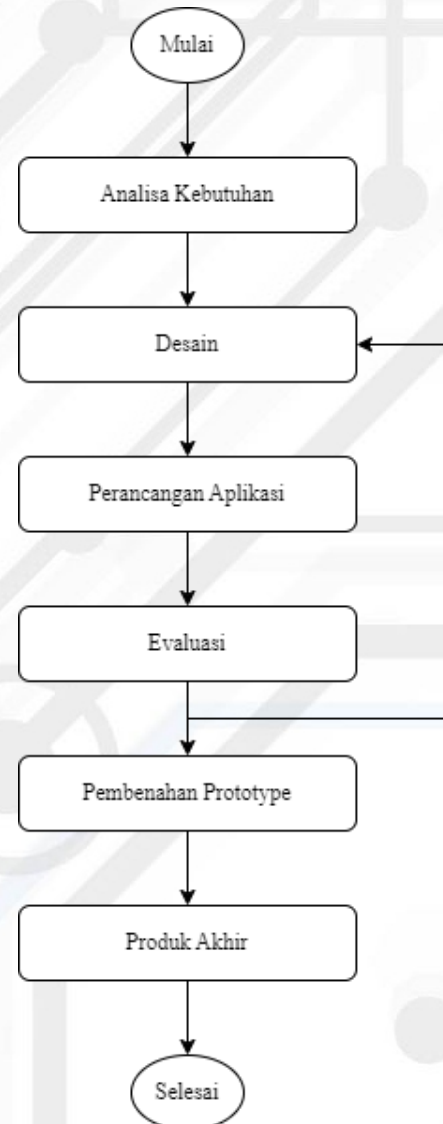 Mulai
Analisa Kebutuhan
Desain
Perancangan Aplikasi
Evaluasi
Pembenahan Prototype
Produk Akhir
Selesai